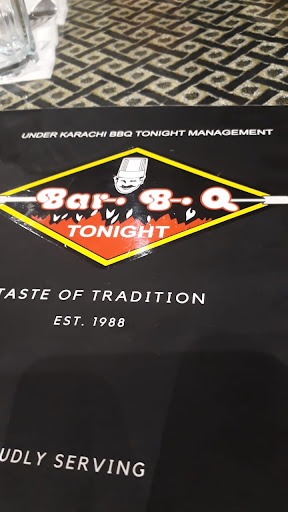 UNDER KARACHI BBQ TONIGHT MANAGEMENT
Bar. B. Q
TONIGHT
TASTE OF TRADITION
EST. 1988
UDLY SERVING